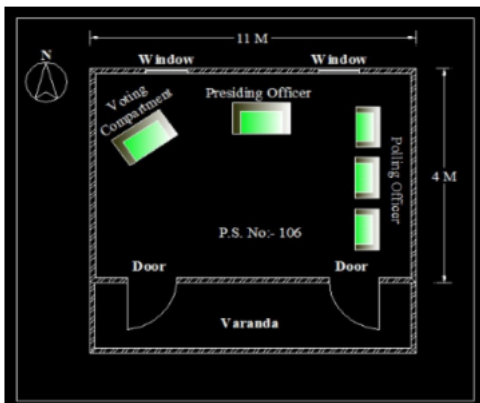 11 M
N
Window
Window
Voting
Compartment
Presiding Officer
Polling Officer
4 M
P.S. No:- 106
Door
Door
Varanda